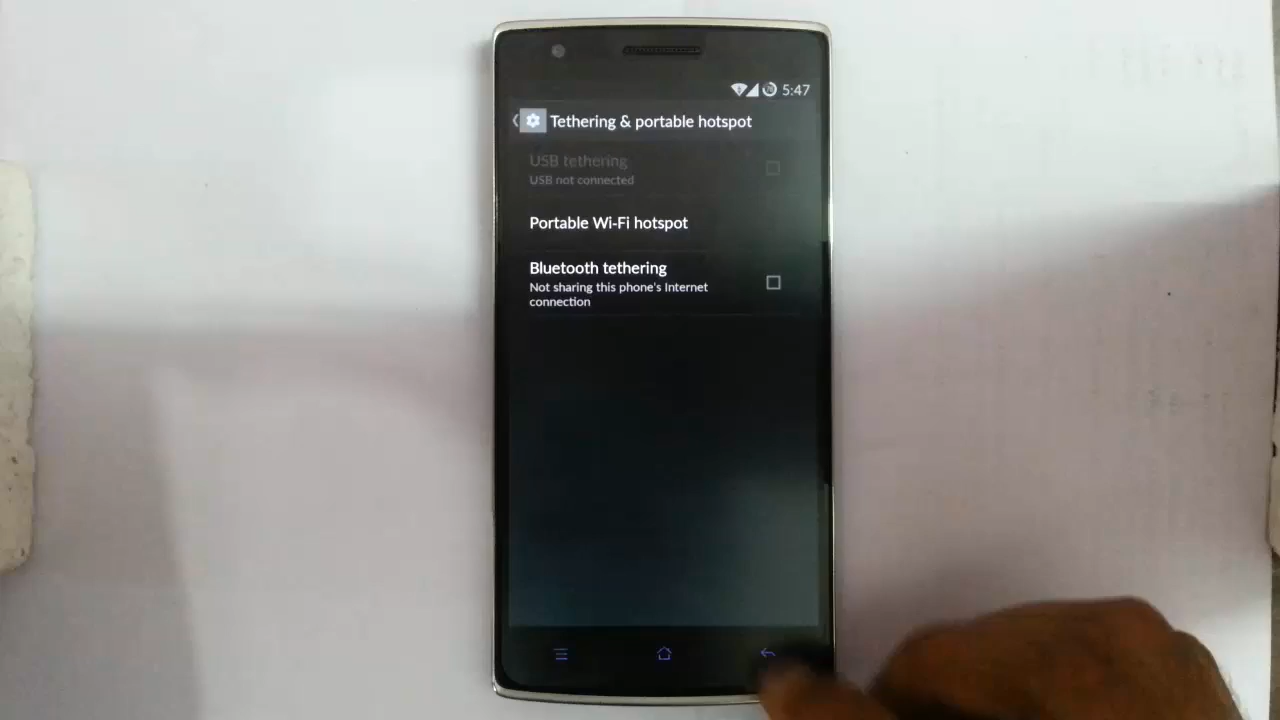 5:47
Tethering & portable hotspot
USB tethering
USB not connected
Portable Wi-Fi hotspot
Bluetooth tethering
Not sharing this phone's Internet
connection